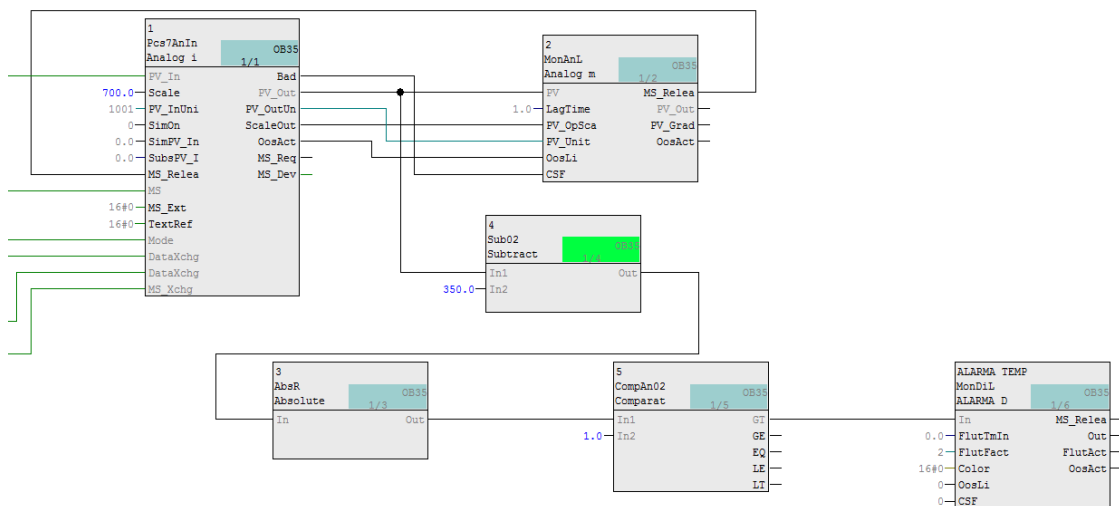 1
Pcs7AnIn
Analog i
OB35
1/1
PV_In
Bad
700.0 Scale
PV_Out
1001 PV_InUni
PV_OutUn
0 SimOn
ScaleOut
0.0 SimPV_In
OosAct
0.0 SubsPV_I
MS_Req
MS_Relea
MS_Dev
MS
16#0 MS_Ext
16#0 TextRef
Mode
DataXchg
DataXchg
MS_Xchg
2
MonAnL
Analog m
OB35
1/2
MS_Relea
PV
PV_Out
1.0 LagTime
PV_Grad
PV_OpSca
OosAct
PV_Unit
OosLi
CSF
4
Sub02
Subtract
OB35
1/4
In1
Out
350.0 In2
3
AbsR
Absolute
OB35
1/3
In
Out
5
CompAn02
Comparat
OB35
1/5
In1
GT
1.0 In2
GE
EQ
LE
LT
ALARMA TEMP
MonDiL
ALARMA D
OB35
1/6
In
MS_Relea
0.0 FlutTmIn
Out
2 FlutFact
FlutAct
16#0 Color
OosAct
0 OosLi
0 CSF